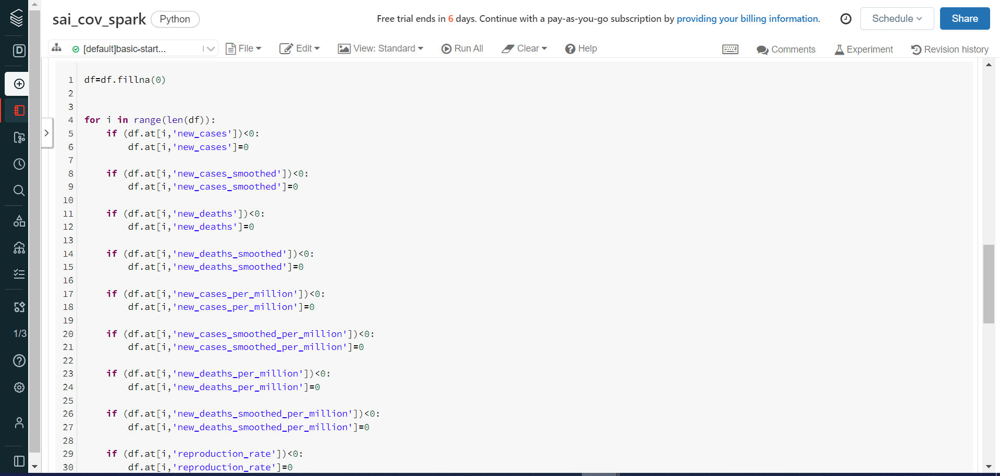 sai_cov_spark Python
Free trial ends in 6 days. Continue with a pay-as-you-go subscription by providing your billing information.
Schedule
Share
[default]basic-start...
File
Edit
View: Standard
Run All
Clear
Help
Comments
Experiment
Revision history
D
1/3
1 df=df.fillna(0)
2
3
4 for i in range(len(df)):
5 if (df.at[i,'new_cases'])<0:
6 df.at[i,'new_cases']=0
7
8 if (df.at[i,'new_cases_smoothed'])<0:
9 df.at[i,'new_cases_smoothed']=0
10
11 if (df.at[i,'new_deaths'])<0:
12 df.at[i,'new_deaths']=0
13
14 if (df.at[i,'new_deaths_smoothed'])<0:
15 df.at[i,'new_deaths_smoothed']=0
16
17 if (df.at[i,'new_cases_per_million'])<0:
18 df.at[i,'new_cases_per_million']=0
19
20 if (df.at[i,'new_cases_smoothed_per_million'])<0:
21 df.at[i,'new_cases_smoothed_per_million']=0
22
23 if (df.at[i,'new_deaths_per_million'])<0:
24 df.at[i,'new_deaths_per_million']=0
25
26 if (df.at[i,'new_deaths_smoothed_per_million'])<0:
27 df.at[i,'new_deaths_smoothed_per_million']=0
28
29 if (df.at[i,'reproduction_rate'])<0:
30 df.at[i,'reproduction_rate']=0